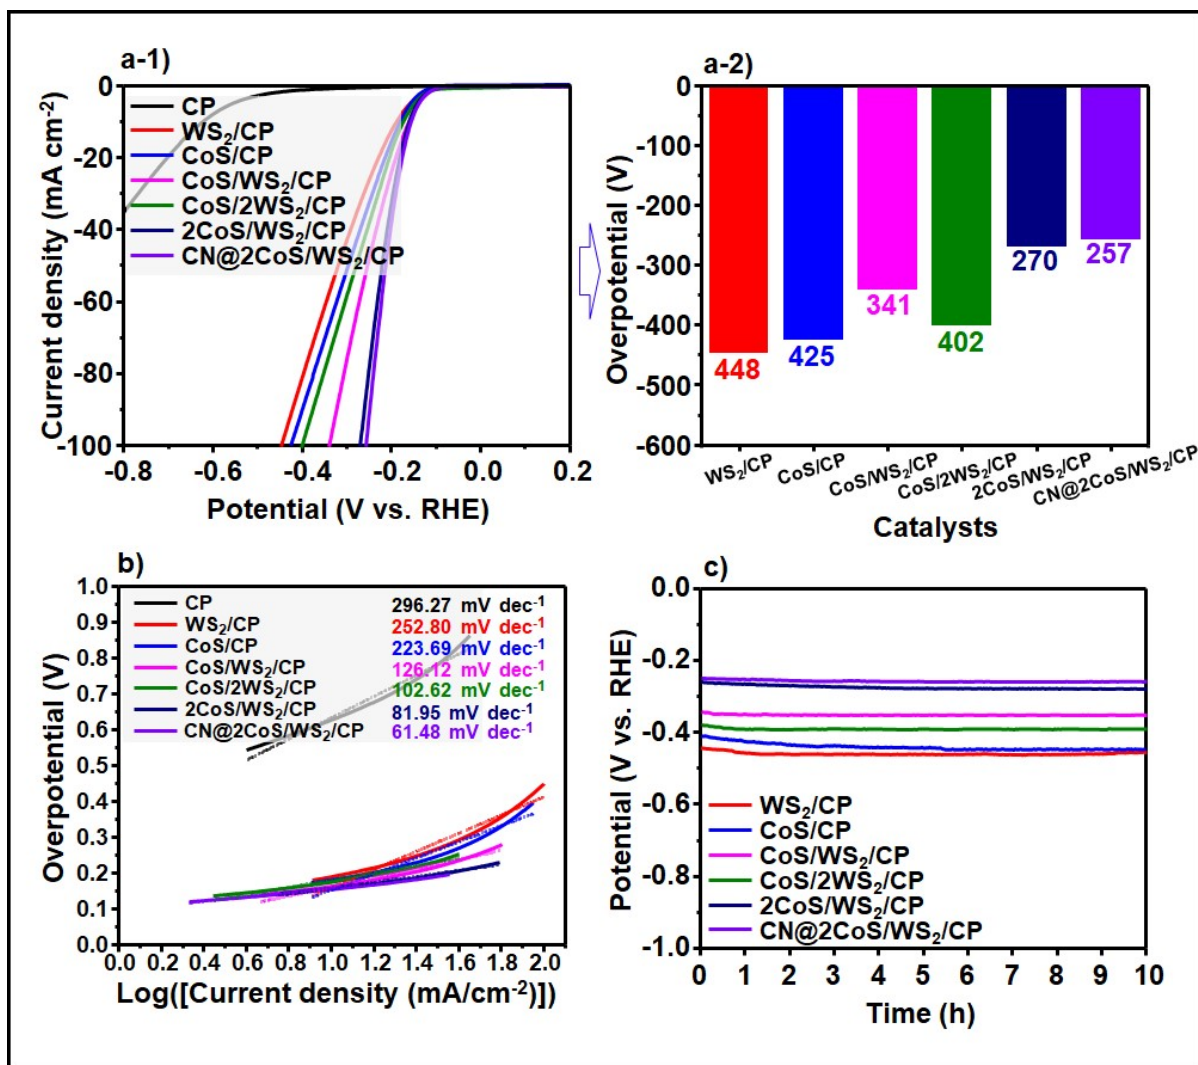 a-1)
0
-20
-40
-60
-80
-100
Current density (mA cm⁻²)
CP
WS₂/CP
CoS/CP
CoS/WS₂/CP
CoS/2WS₂/CP
2CoS/WS₂/CP
CN@2CoS/WS₂/CP
-0.8 -0.6 -0.4 -0.2 0.0 0.2
Potential (V vs. RHE)
a-2)
0
-100
-200
-300
-400
-500
-600
Overpotential (V)
448 425 341 402 270 257
WS₂/CP CoS/CP CoS/WS₂/CP CoS/2WS₂/CP 2CoS/WS₂/CP CN@2CoS/WS₂/CP
Catalysts
b)
1.0
0.9
0.8
0.7
0.6
0.5
0.4
0.3
0.2
0.1
0.0
Overpotential (V)
CP 296.27 mV dec⁻¹
WS₂/CP 252.80 mV dec⁻¹
CoS/CP 223.69 mV dec⁻¹
CoS/WS₂/CP 126.12 mV dec⁻¹
CoS/2WS₂/CP 102.62 mV dec⁻¹
2CoS/WS₂/CP 81.95 mV dec⁻¹
CN@2CoS/WS₂/CP 61.48 mV dec⁻¹
0.0 0.2 0.4 0.6 0.8 1.0 1.2 1.4 1.6 1.8 2.0
Log([Current density (mA/cm⁻²)])
c)
0.0
-0.2
-0.4
-0.6
-0.8
-1.0
Potential (V vs. RHE)
WS₂/CP
CoS/CP
CoS/WS₂/CP
CoS/2WS₂/CP
2CoS/WS₂/CP
CN@2CoS/WS₂/CP
0 1 2 3 4 5 6 7 8 9 10
Time (h)